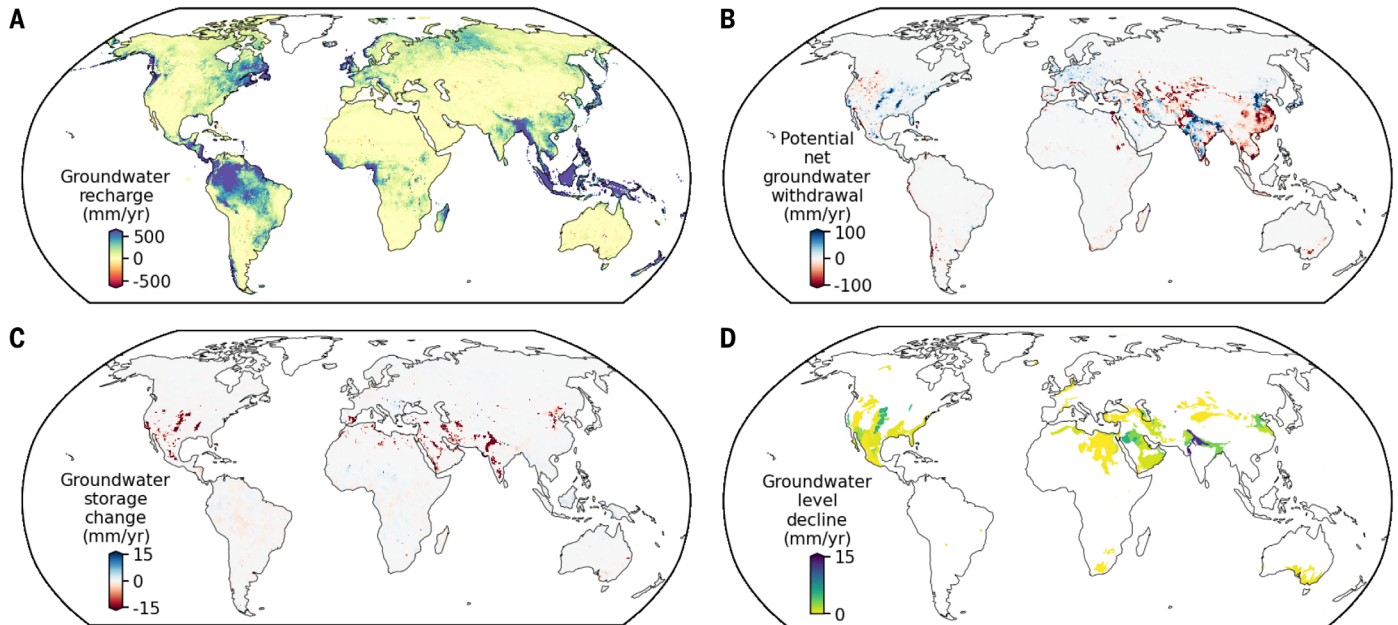 A
Groundwater
recharge
(mm/yr)
500
0
-500
B
Potential
net
groundwater
withdrawal
(mm/yr)
100
0
-100
C
Groundwater
storage
change
(mm/yr)
15
0
-15
D
Groundwater
level
decline
(mm/yr)
15
0